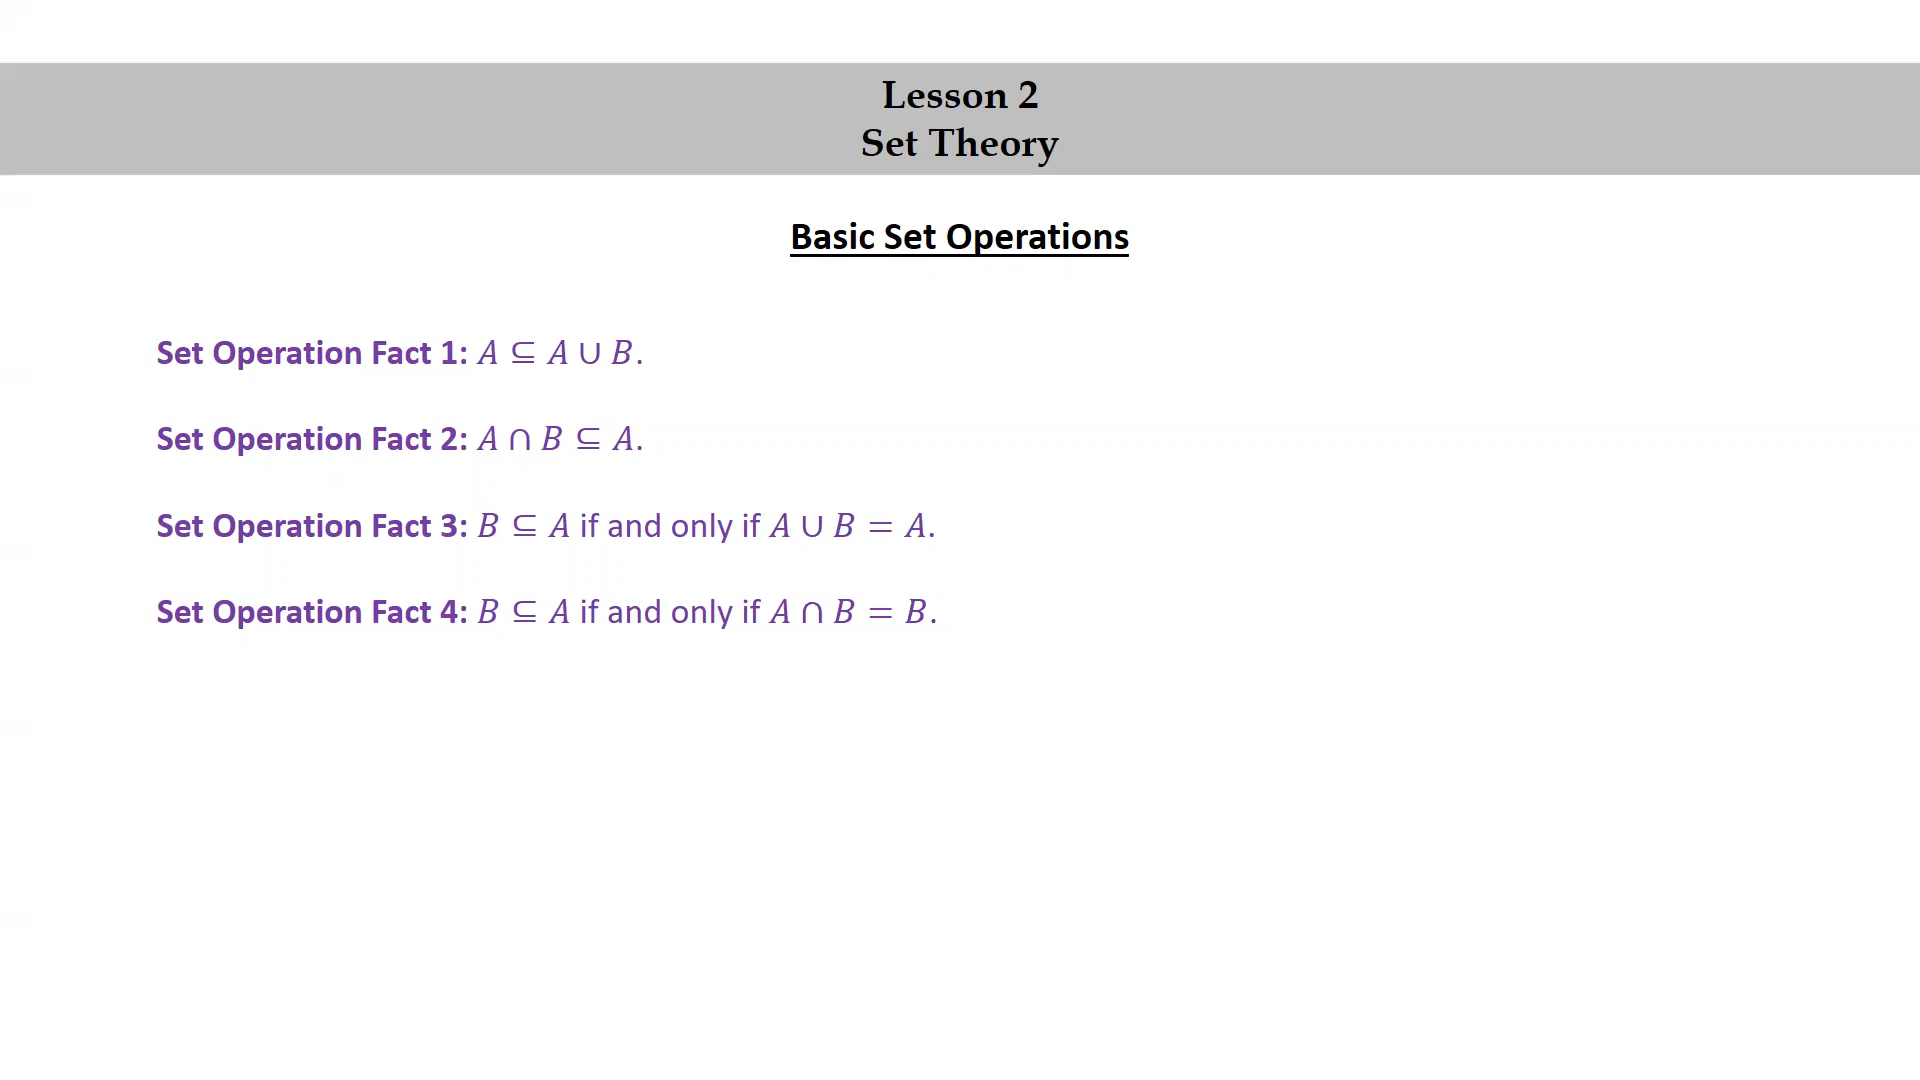 Lesson 2
Set Theory
Basic Set Operations
Set Operation Fact 1: A ⊆ A ∪ B.
Set Operation Fact 2: A ∩ B ⊆ A.
Set Operation Fact 3: B ⊆ A if and only if A ∪ B = A.
Set Operation Fact 4: B ⊆ A if and only if A ∩ B = B.